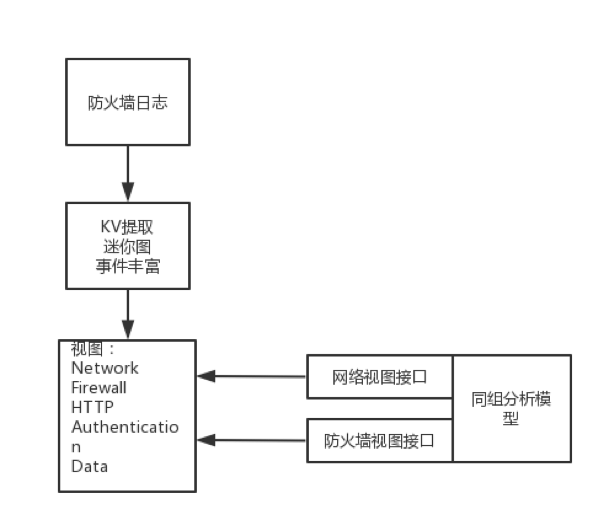 防火墙日志
KV提取
迷你图
事件丰富
视图：
Network
Firewall
HTTP
Authenticatio
n
Data
网络视图接口
防火墙视图接口
同组分析模
型